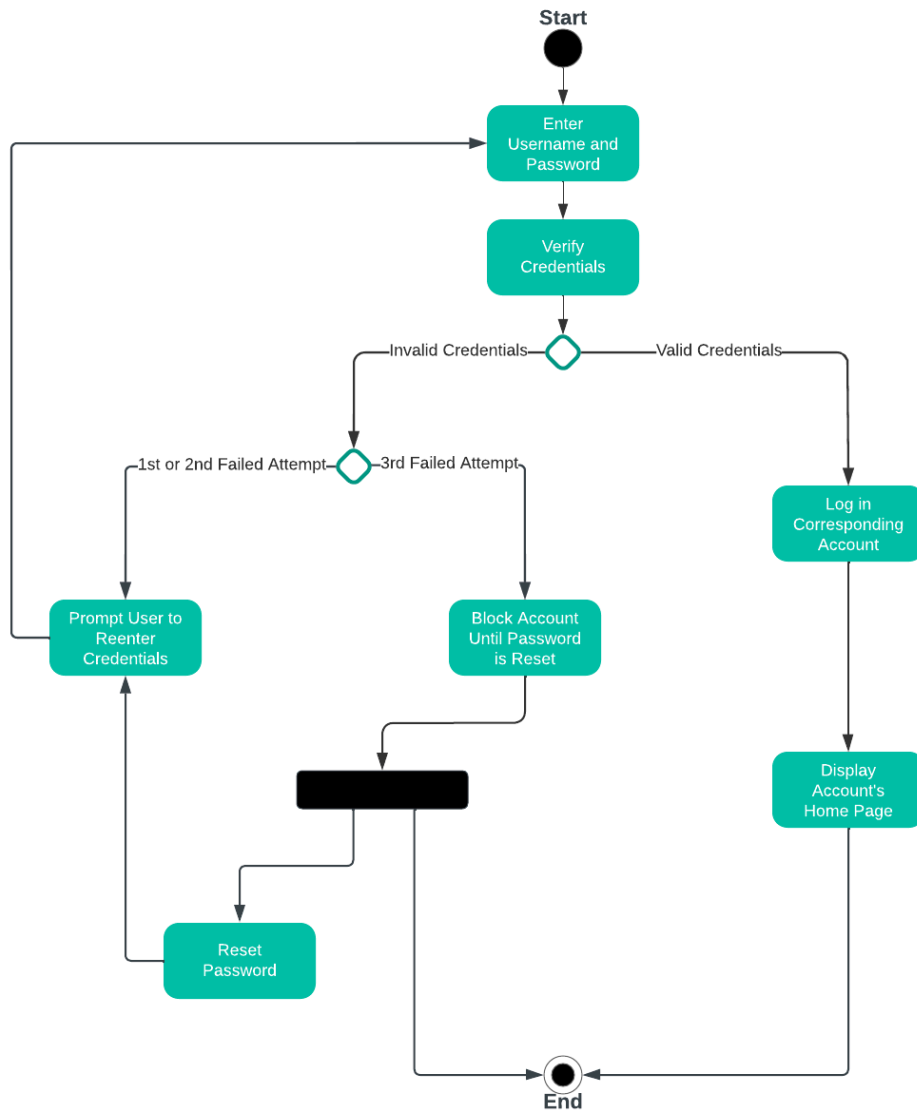 Start
Enter
Username and
Password
Verify
Credentials
Invalid Credentials
Valid Credentials
1st or 2nd Failed Attempt
3rd Failed Attempt
Log in
Corresponding
Account
Prompt User to
Reenter
Credentials
Block Account
Until Password
is Reset
Display
Account's
Home Page
Reset
Password
End